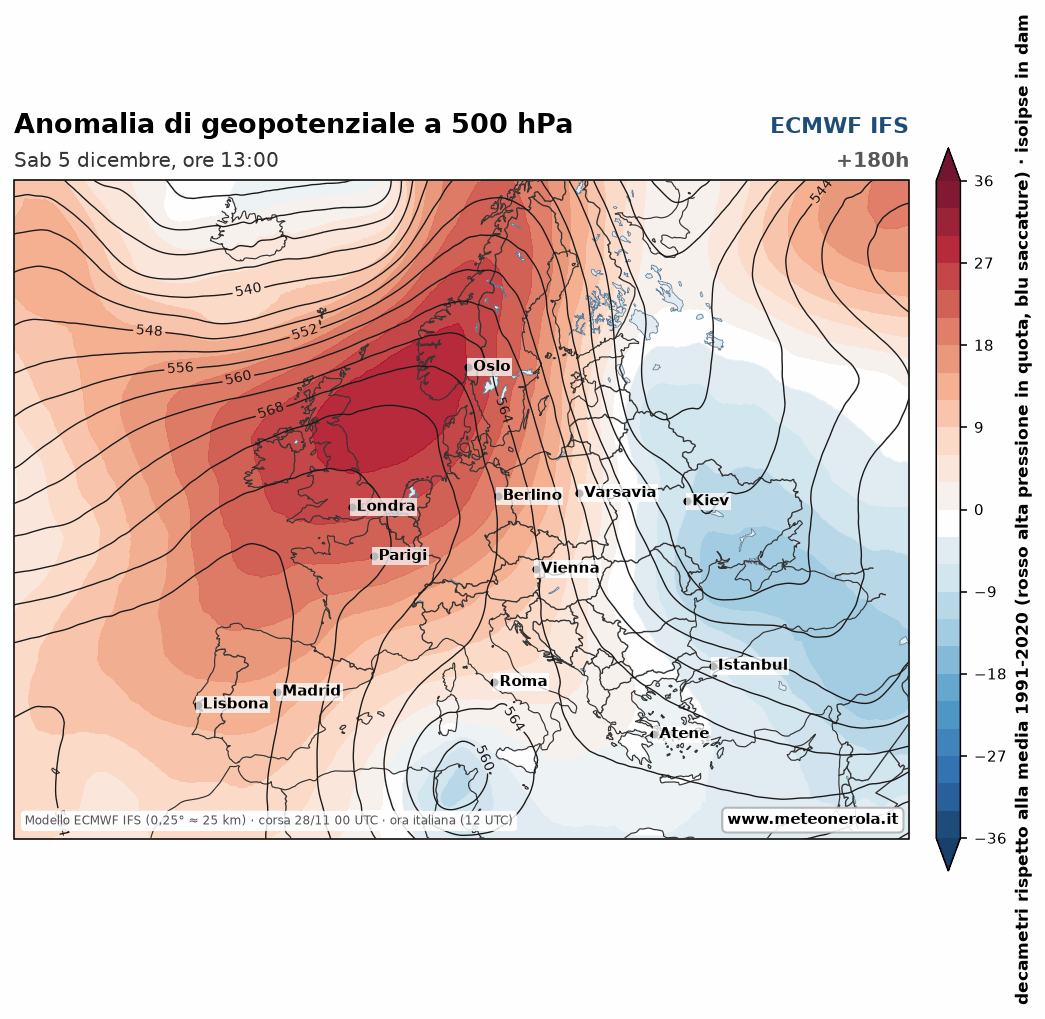 Anomalia di geopotenziale a 500 hPa
ECMWF IFS
Sab 5 dicembre, ore 13:00
+180h
544
540
548
552
556
560
568
564
Oslo
Londra
Berlino
Varsavia
Kiev
Parigi
Vienna
Istanbul
Roma
Madrid
Lisbona
Atene
564
560
Modello ECMWF IFS (0,25° ≈ 25 km) · corsa 28/11 00 UTC · ora italiana (12 UTC)
www.meteonerola.it
36
27
18
9
0
−9
−18
−27
−36
decametri rispetto alla media 1991-2020 (rosso alta pressione in quota, blu saccature) · isoipse in dam